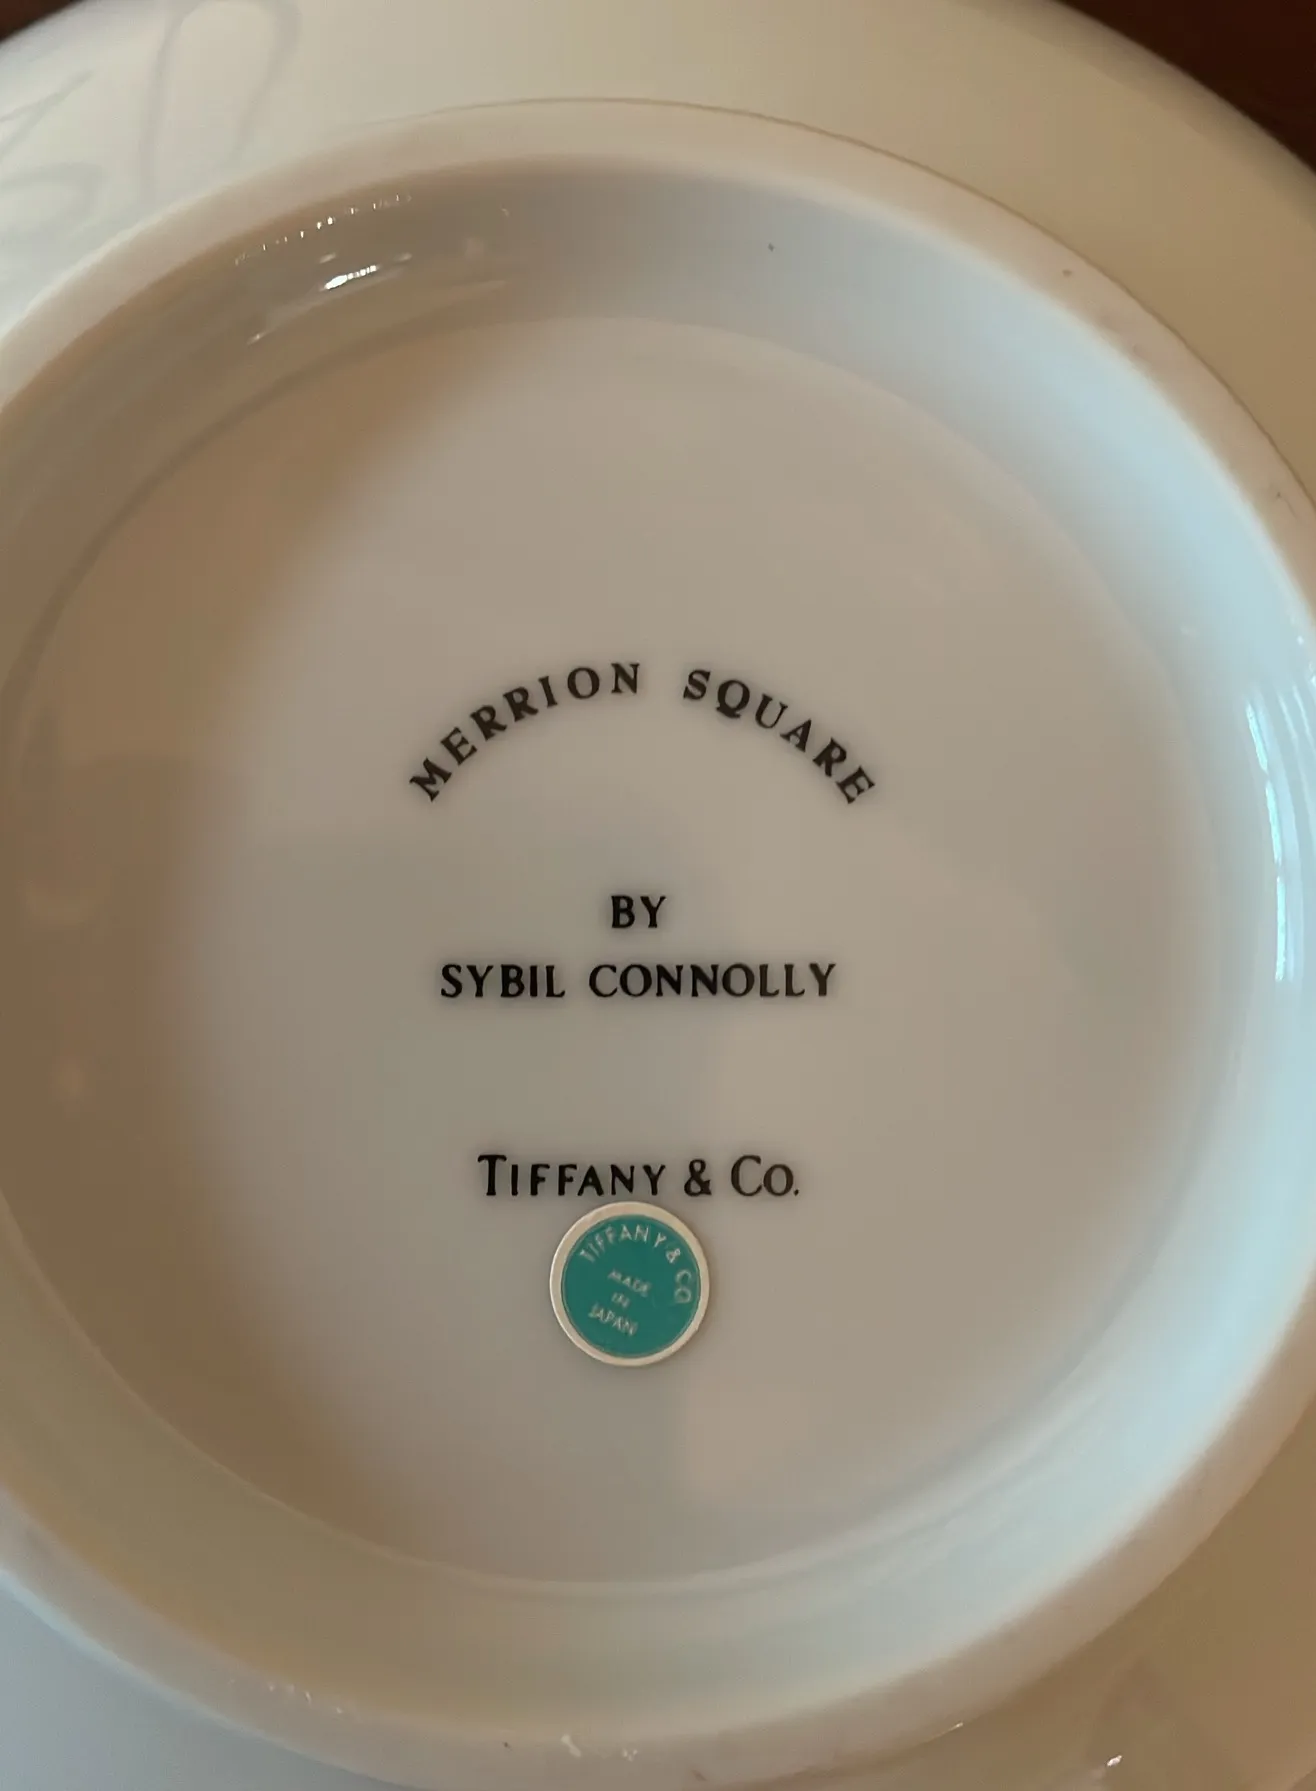 MERRION SQUARE
BY
SYBIL CONNOLLY
TIFFANY & CO.
TIFFANY & CO
MADE
IN
JAPAN